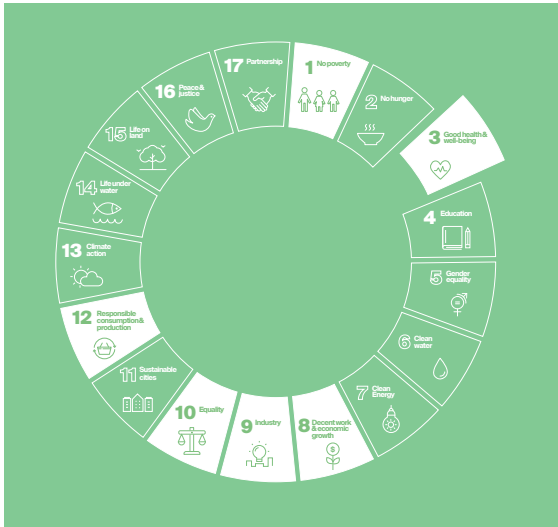 1 No poverty
2 No hunger
3 Good health &
well-being
4 Education
5 Gender
equality
6 Clean
water
7 Clean
Energy
8 Decent work
& economic
growth
$
9 Industry
10 Equality
11 Sustainable
cities
12 Responsible
consumption &
production
13 Climate
action
14 Life under
water
15 Life on
land
16 Peace &
justice
17 Partnership